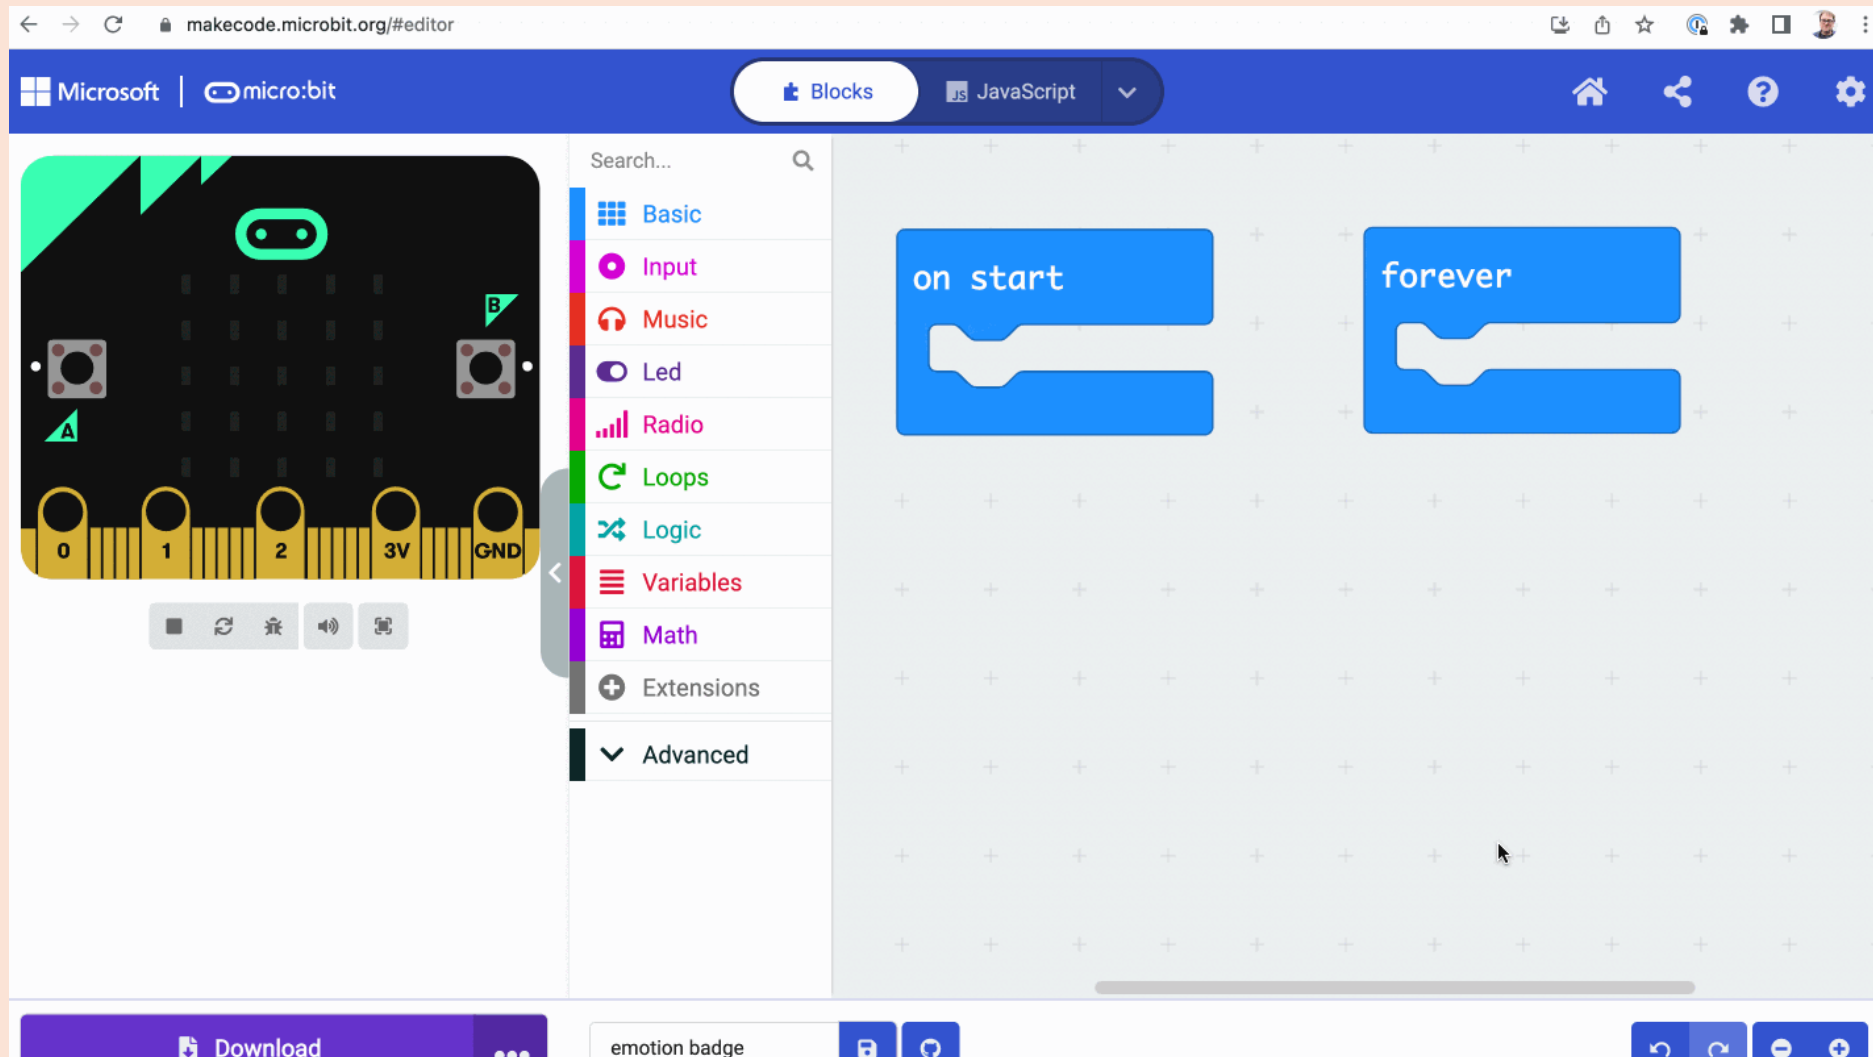 makecode.microbit.org/#editor
Microsoft
micro:bit
Blocks
JS JavaScript
Search...
Basic
Input
Music
Led
Radio
Loops
Logic
Variables
Math
Extensions
Advanced
B
A
0 1 2 3V GND
on start
forever
Download
emotion badge